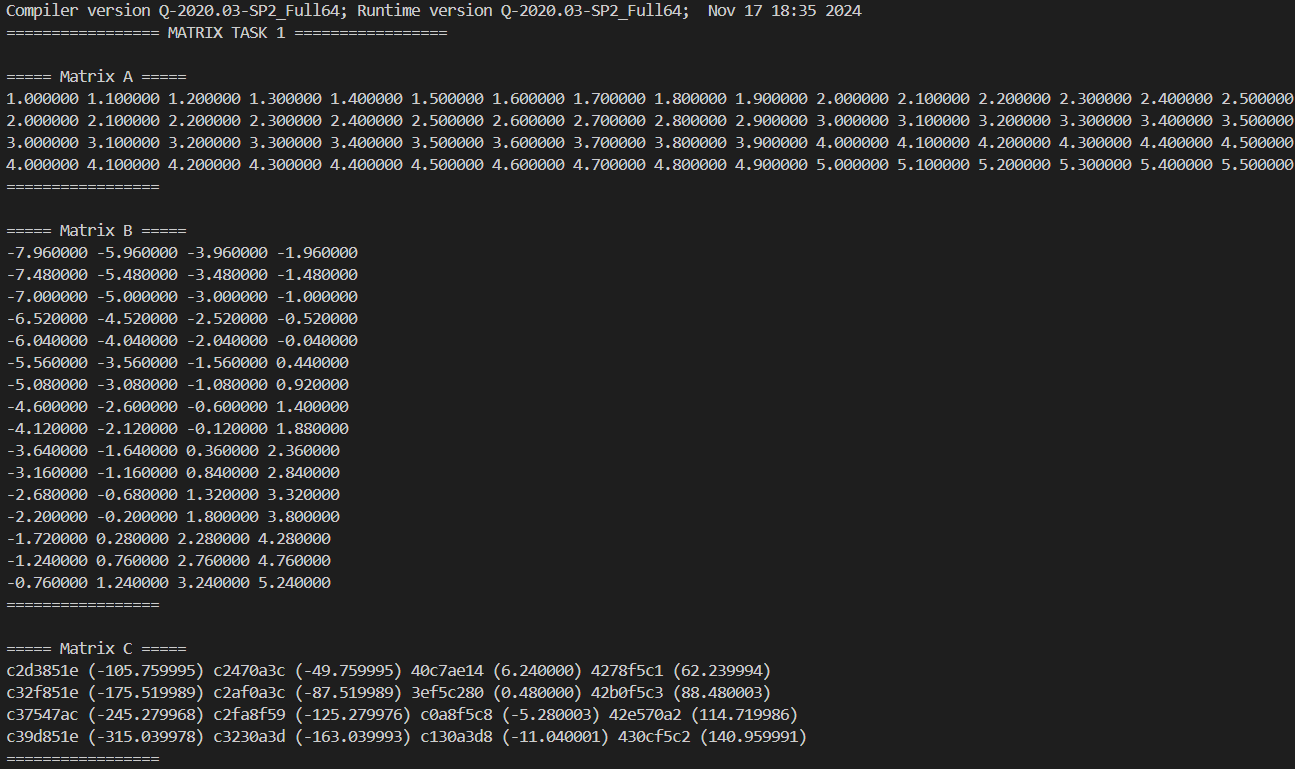 Compiler version Q-2020.03-SP2_Full64; Runtime version Q-2020.03-SP2_Full64;  Nov 17 18:35 2024
================= MATRIX TASK 1 =================
===== Matrix A =====
1.000000 1.100000 1.200000 1.300000 1.400000 1.500000 1.600000 1.700000 1.800000 1.900000 2.000000 2.100000 2.200000 2.300000 2.400000 2.500000
2.000000 2.100000 2.200000 2.300000 2.400000 2.500000 2.600000 2.700000 2.800000 2.900000 3.000000 3.100000 3.200000 3.300000 3.400000 3.500000
3.000000 3.100000 3.200000 3.300000 3.400000 3.500000 3.600000 3.700000 3.800000 3.900000 4.000000 4.100000 4.200000 4.300000 4.400000 4.500000
4.000000 4.100000 4.200000 4.300000 4.400000 4.500000 4.600000 4.700000 4.800000 4.900000 5.000000 5.100000 5.200000 5.300000 5.400000 5.500000
=================
===== Matrix B =====
-7.960000 -5.960000 -3.960000 -1.960000
-7.480000 -5.480000 -3.480000 -1.480000
-7.000000 -5.000000 -3.000000 -1.000000
-6.520000 -4.520000 -2.520000 -0.520000
-6.040000 -4.040000 -2.040000 -0.040000
-5.560000 -3.560000 -1.560000 0.440000
-5.080000 -3.080000 -1.080000 0.920000
-4.600000 -2.600000 -0.600000 1.400000
-4.120000 -2.120000 -0.120000 1.880000
-3.640000 -1.640000 0.360000 2.360000
-3.160000 -1.160000 0.840000 2.840000
-2.680000 -0.680000 1.320000 3.320000
-2.200000 -0.200000 1.800000 3.800000
-1.720000 0.280000 2.280000 4.280000
-1.240000 0.760000 2.760000 4.760000
-0.760000 1.240000 3.240000 5.240000
=================
===== Matrix C =====
c2d3851e (-105.759995) c2470a3c (-49.759995) 40c7ae14 (6.240000) 4278f5c1 (62.239994)
c32f851e (-175.519989) c2af0a3c (-87.519989) 3ef5c280 (0.480000) 42b0f5c3 (88.480003)
c37547ac (-245.279968) c2fa8f59 (-125.279976) c0a8f5c8 (-5.280003) 42e570a2 (114.719986)
c39d851e (-315.039978) c3230a3d (-163.039993) c130a3d8 (-11.040001) 430cf5c2 (140.959991)
=================